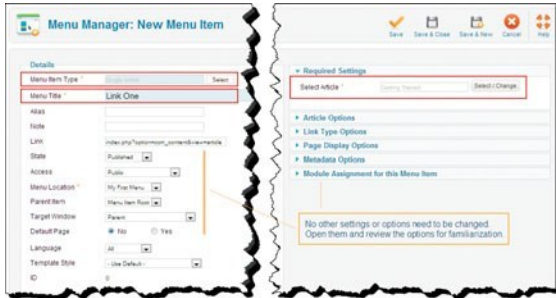 Menu Manager: New Menu Item
Save
Save & Close
Save & New
Cancel
Help
Details
Menu Item Type *
Single Article
Select
Menu Title *
Link One
Alias
Note
Link
index.php?option=com_content&view=article
State
Published
Access
Public
Menu Location *
My First Menu
Parent Item
Menu Item Root
Target Window
Parent
Default Page
No
Yes
Language
All
Template Style
- Use Default -
ID
0
Required Settings
Select Article *
Getting Started
Select / Change
Article Options
Link Type Options
Page Display Options
Metadata Options
Module Assignment for this Menu Item
No other settings or options need to be changed.
Open them and review the options for familiarization.